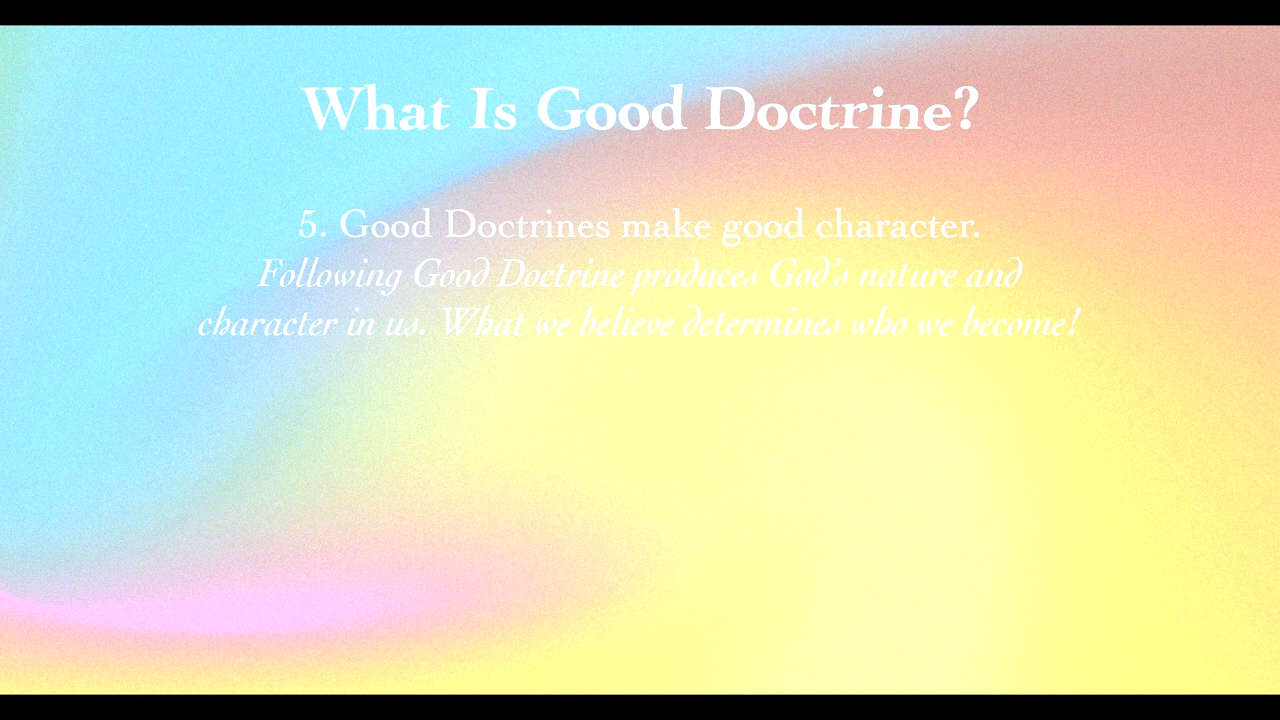 What Is Good Doctrine?
5. Good Doctrines make good character.
Following Good Doctrine produces God's nature and
character in us. What we believe determines who we become!